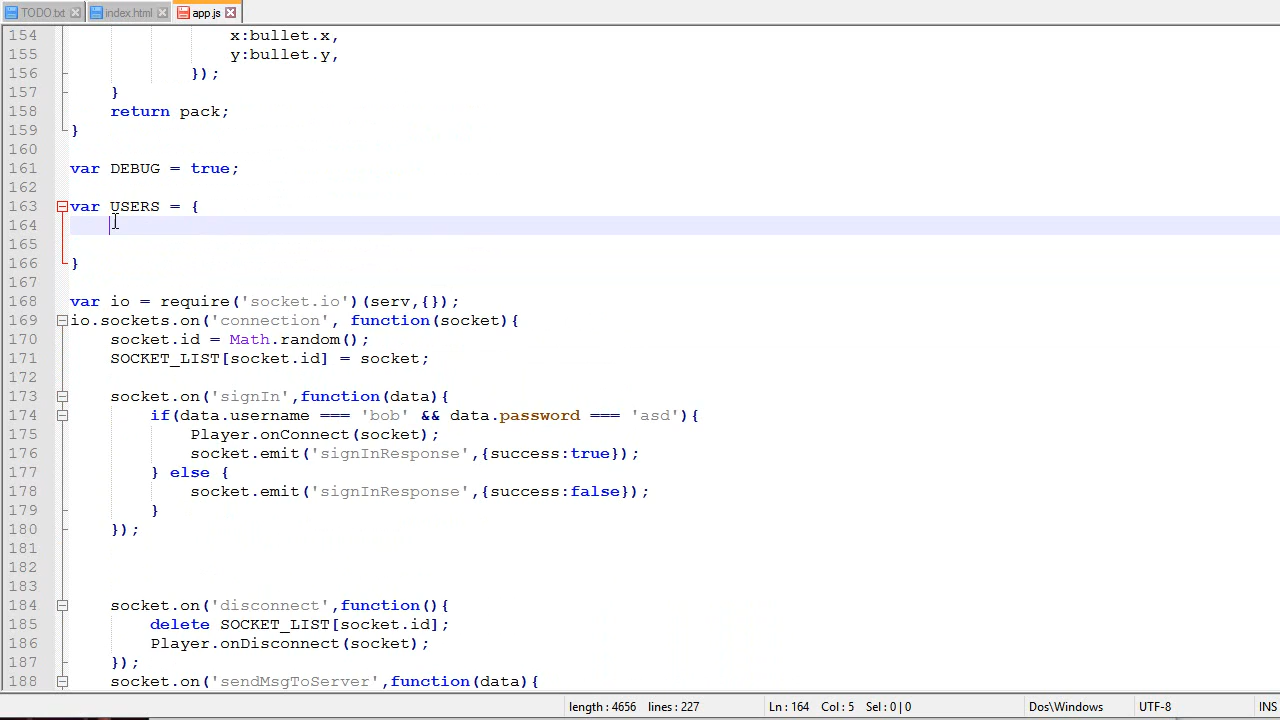 TODO.txt index.html app.js
154 x:bullet.x,
155 y:bullet.y,
156 });
157 }
158 return pack;
159 }
160
161 var DEBUG = true;
162
163 var USERS = {
164
165
166 }
167
168 var io = require('socket.io')(serv,{});
169 io.sockets.on('connection', function(socket){
170 socket.id = Math.random();
171 SOCKET_LIST[socket.id] = socket;
172
173 socket.on('signIn',function(data){
174 if(data.username === 'bob' && data.password === 'asd'){
175 Player.onConnect(socket);
176 socket.emit('signInResponse',{success:true});
177 } else {
178 socket.emit('signInResponse',{success:false});
179 }
180 });
181
182
183
184 socket.on('disconnect',function(){
185 delete SOCKET_LIST[socket.id];
186 Player.onDisconnect(socket);
187 });
188 socket.on('sendMsgToServer',function(data){
length : 4656 lines : 227 Ln : 164 Col : 5 Sel : 0 | 0 Dos\Windows UTF-8 INS